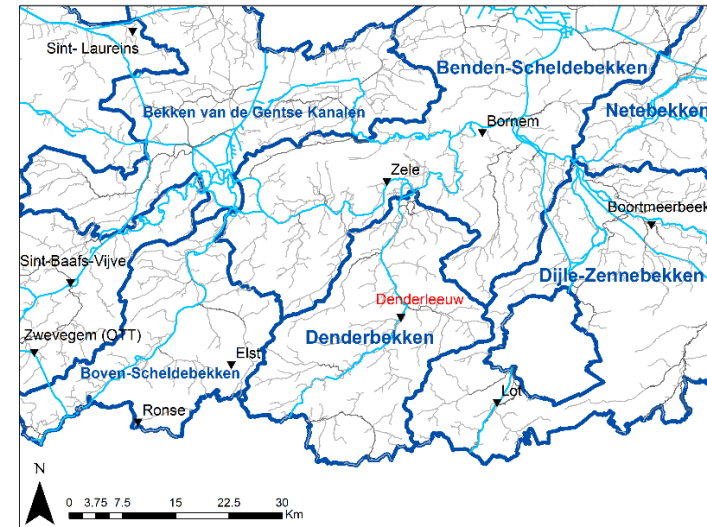 Sint- Laureins
Benden-Scheldebekken
Bekken van de Gentse Kanalen
Netebekken
Bornem
Zele
Boortmeerbeek
Sint-Baafs-Vijve
Dijle-Zennebekken
Denderleeuw
Denderbekken
Zwevegem (OTT)
Elst
Boven-Scheldebekken
Lot
Ronse
N
0 3.75 7.5 15 22.5 30
Km